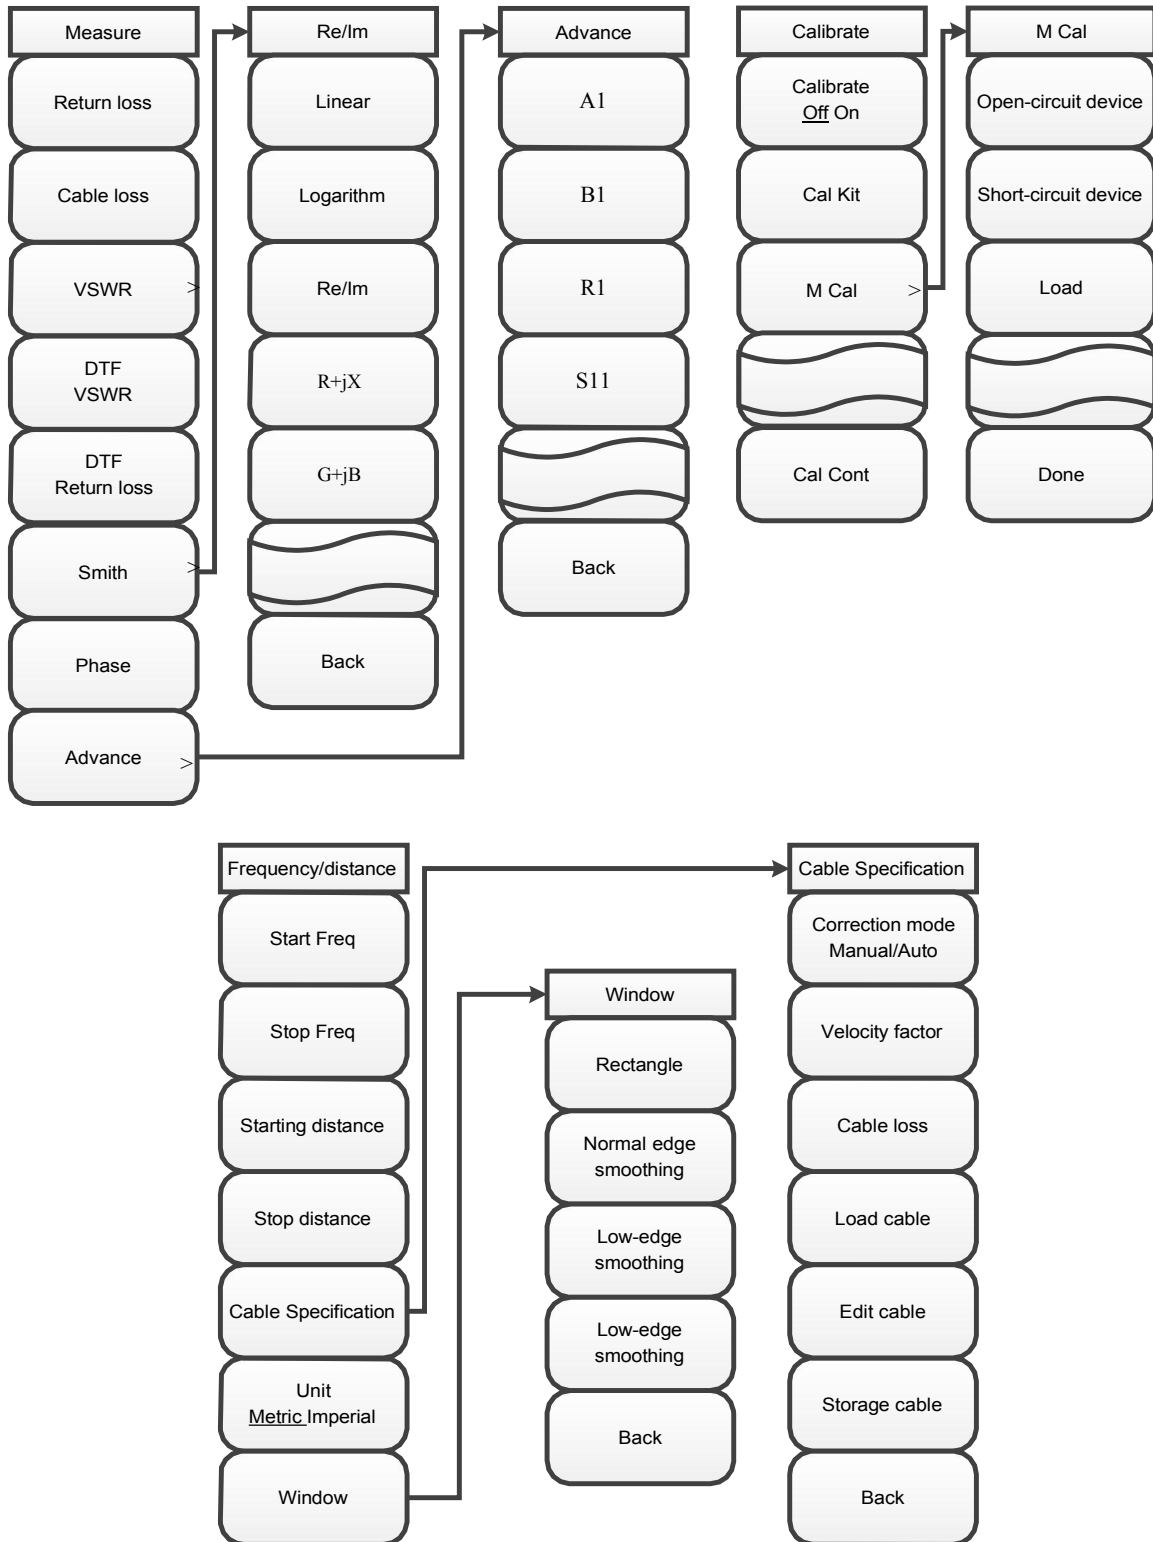 Measure
Return loss
Cable loss
VSWR >
DTF
VSWR
DTF
Return loss
Smith >
Phase
Advance >
Re/Im
Linear
Logarithm
Re/Im
R+jX
G+jB
Back
Advance
A1
B1
R1
S11
Back
Calibrate
Calibrate
Off On
Cal Kit
M Cal >
Cal Cont
M Cal
Open-circuit device
Short-circuit device
Load
Done
Frequency/distance
Start Freq
Stop Freq
Starting distance
Stop distance
Cable Specification
Unit
Metric Imperial
Window
Window
Rectangle
Normal edge
smoothing
Low-edge
smoothing
Low-edge
smoothing
Back
Cable Specification
Correction mode
Manual/Auto
Velocity factor
Cable loss
Load cable
Edit cable
Storage cable
Back